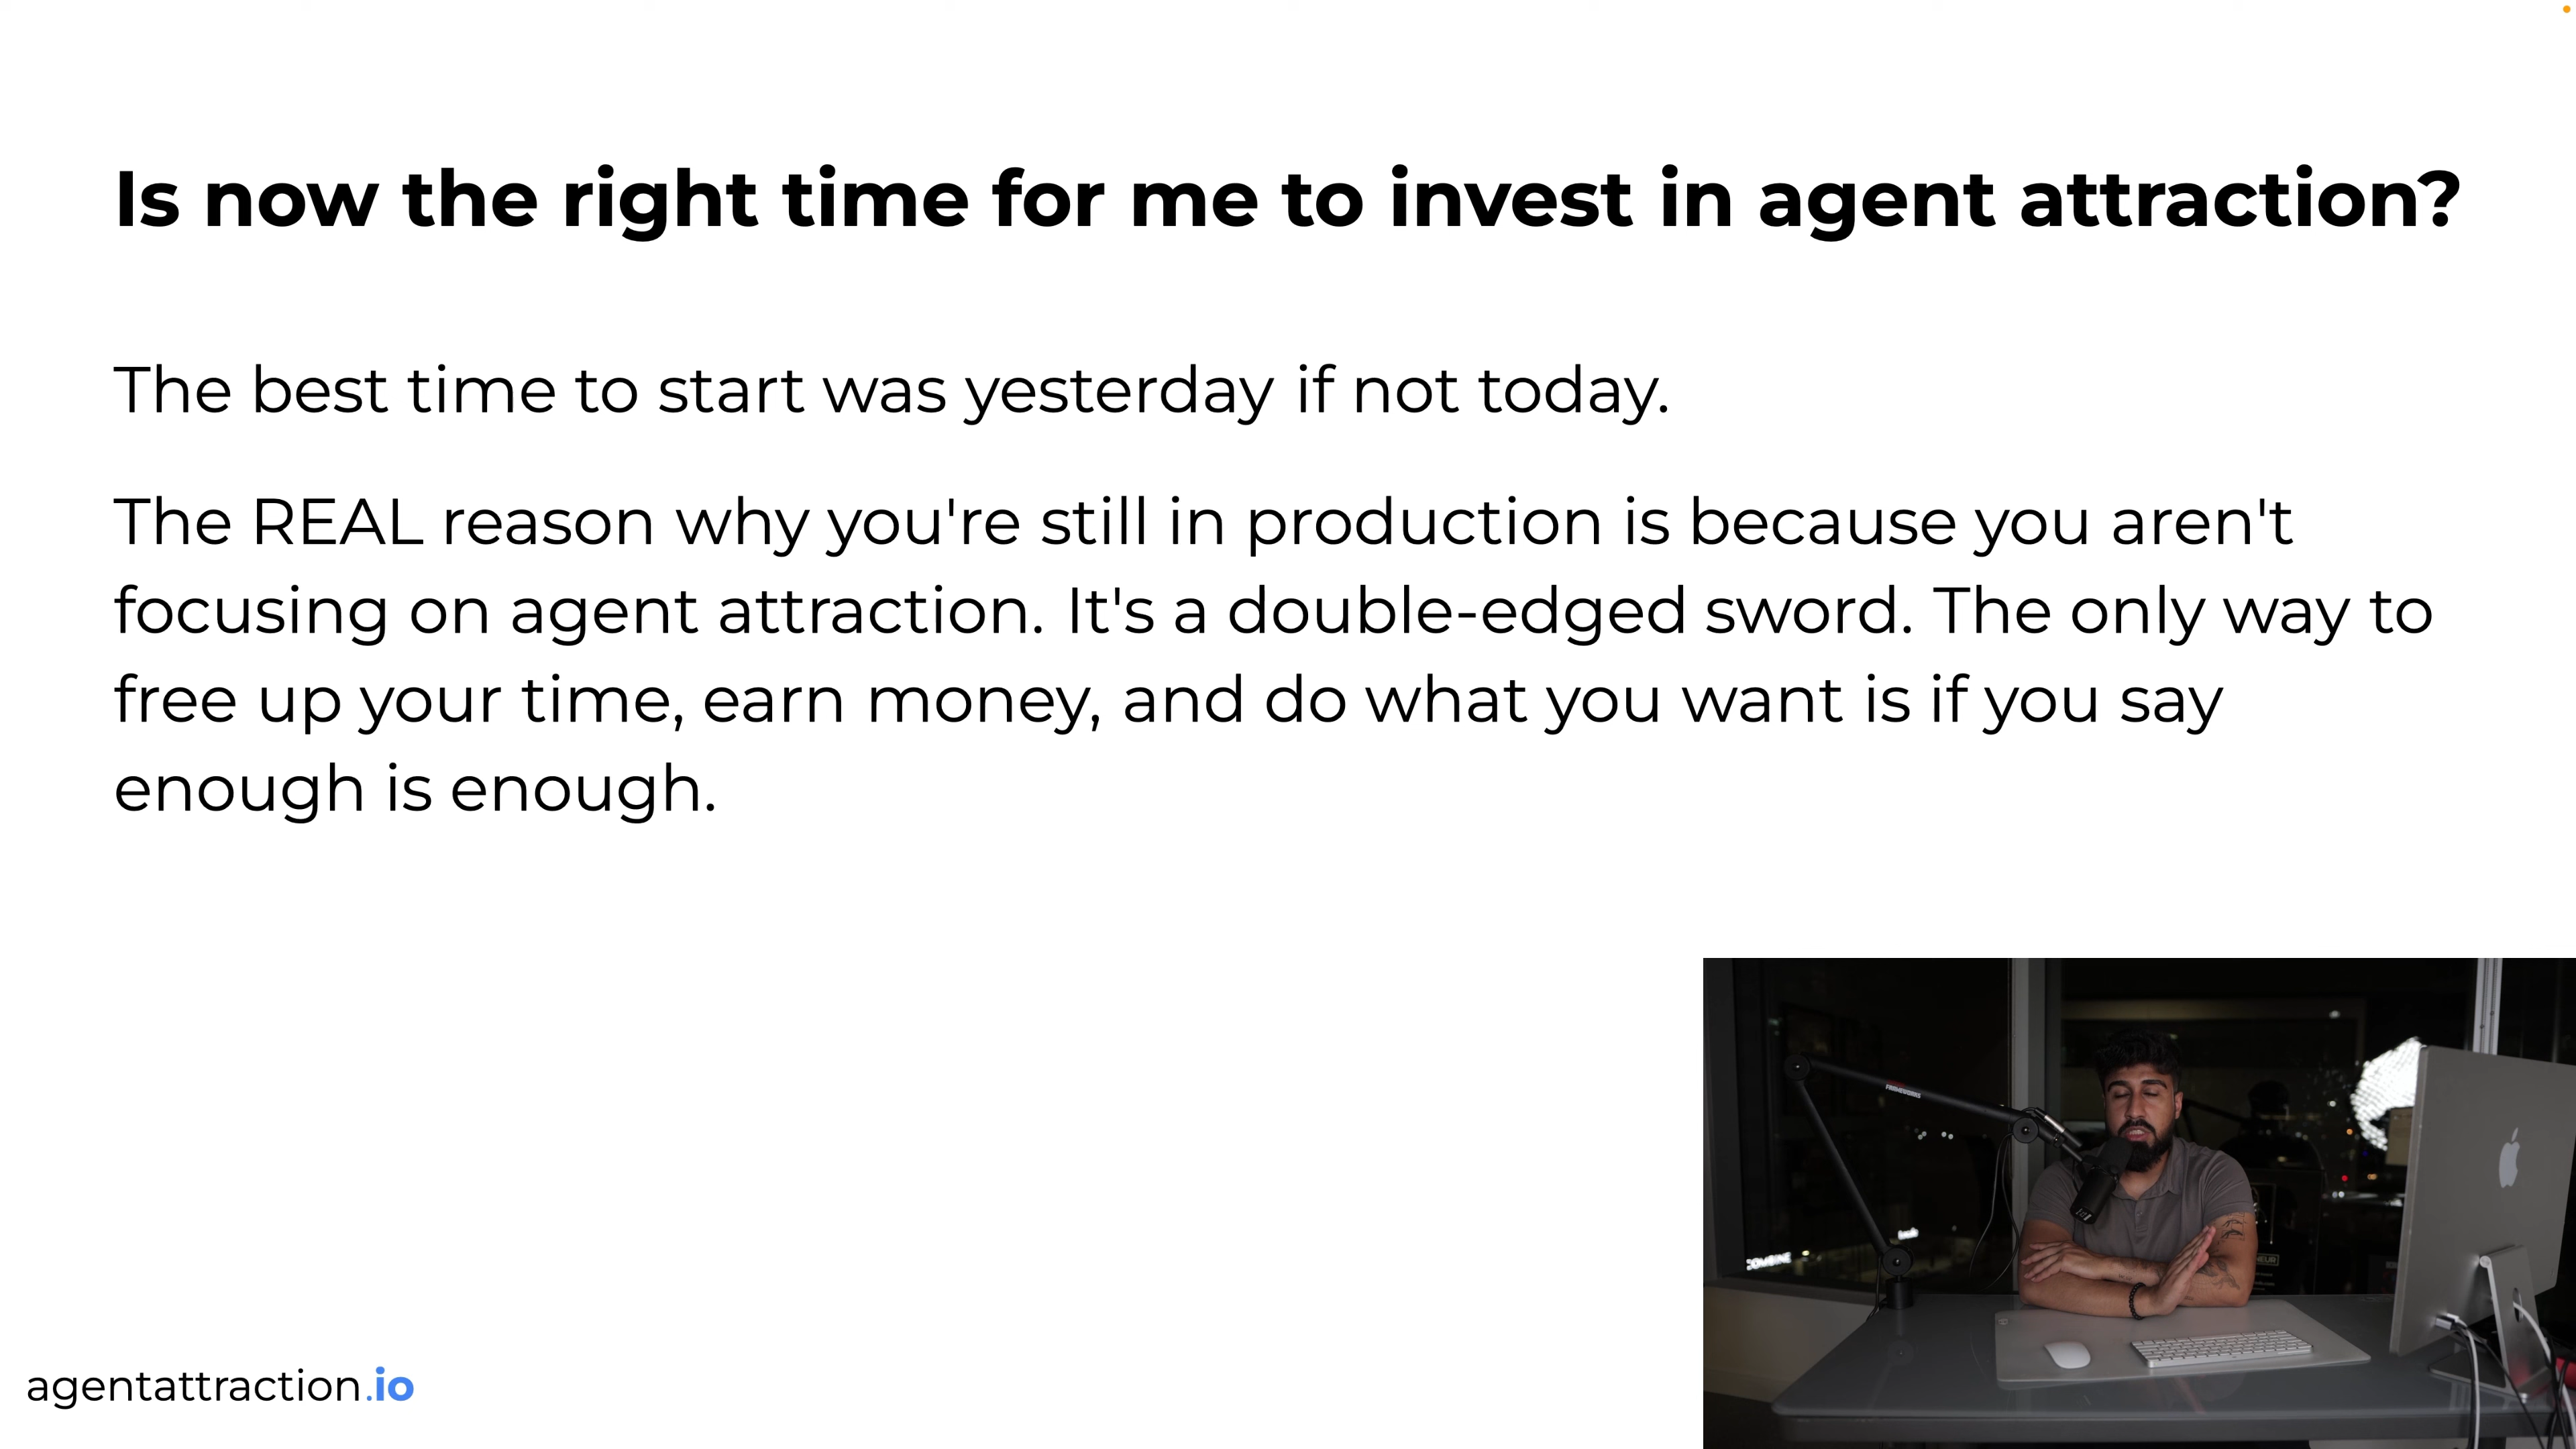 Is now the right time for me to invest in agent attraction?
The best time to start was yesterday if not today.
The REAL reason why you're still in production is because you aren't
focusing on agent attraction. It's a double-edged sword. The only way to
free up your time, earn money, and do what you want is if you say
enough is enough.
agentattraction.io